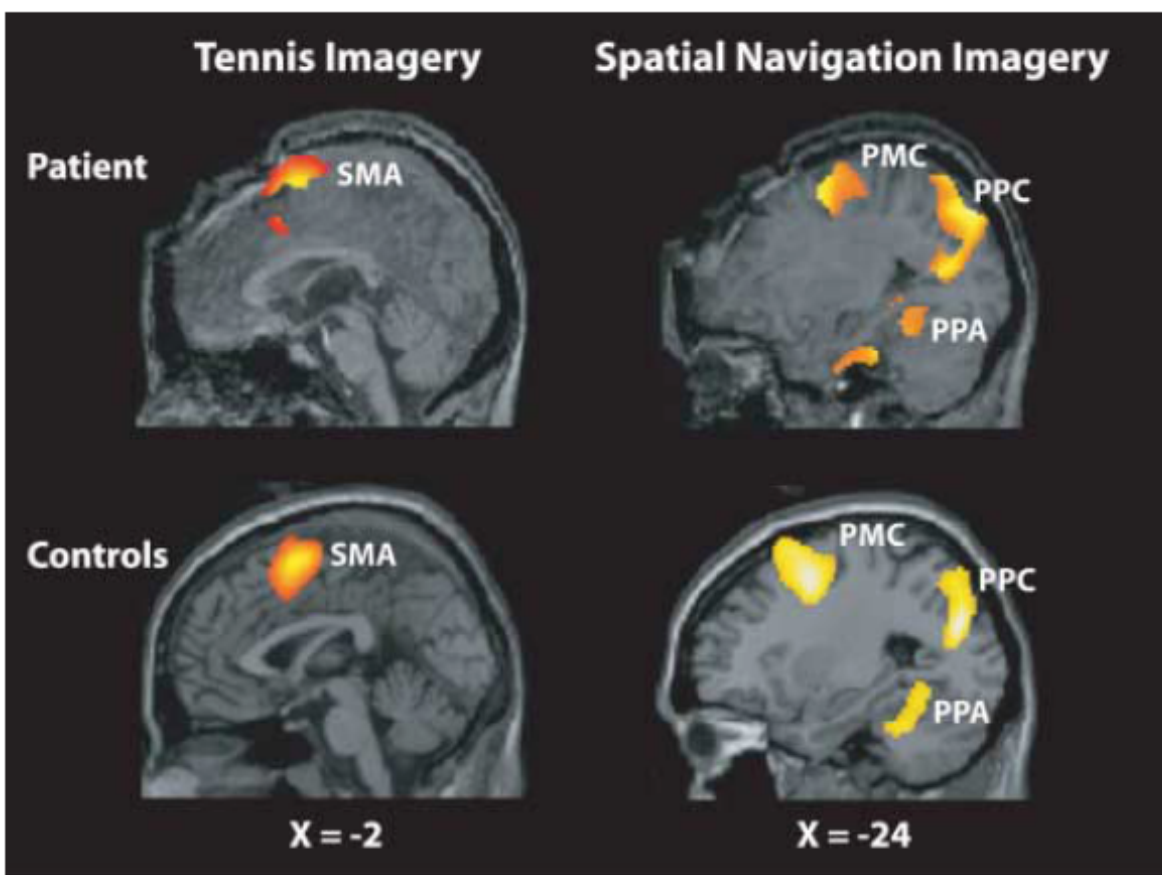 Tennis Imagery
Spatial Navigation Imagery
Patient
SMA
PMC
PPC
PPA
Controls
SMA
PMC
PPC
PPA
X = -2
X = -24